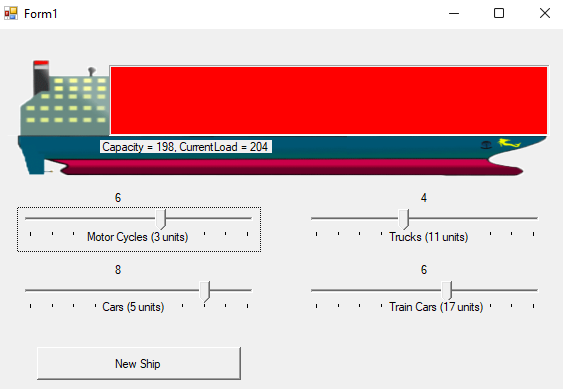 Form1
Capacity = 198, CurrentLoad = 204
6
4
Motor Cycles (3 units)
Trucks (11 units)
8
6
Cars (5 units)
Train Cars (17 units)
New Ship